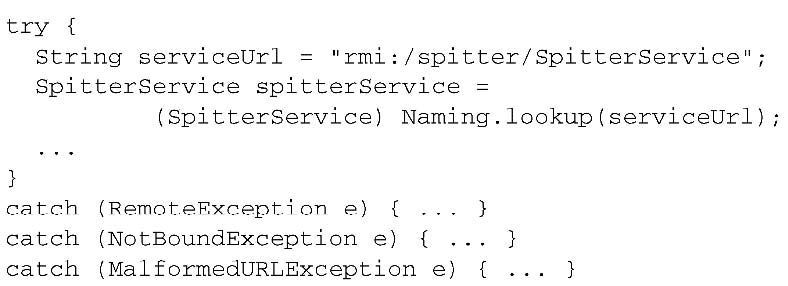 try {
  String serviceUrl = "rmi:/spitter/SpitterService";
  SpitterService spitterService =
          (SpitterService) Naming.lookup(serviceUrl);
  ...
}
catch (RemoteException e) { ... }
catch (NotBoundException e) { ... }
catch (MalformedURLException e) { ... }